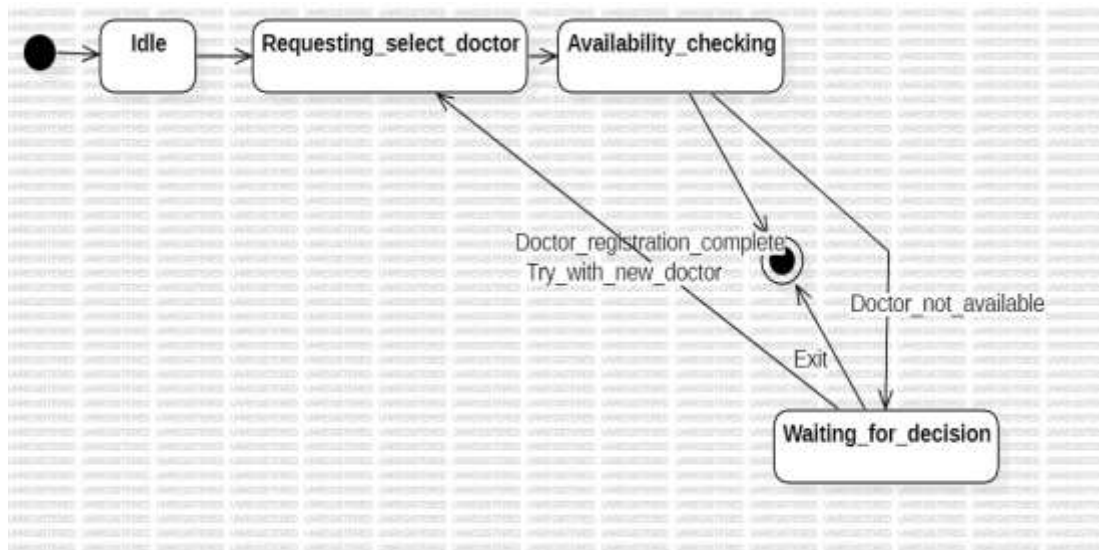 Idle
Requesting_select_doctor
Availability_checking
Doctor_registration_complete
Try_with_new_doctor
Doctor_not_available
Exit
Waiting_for_decision